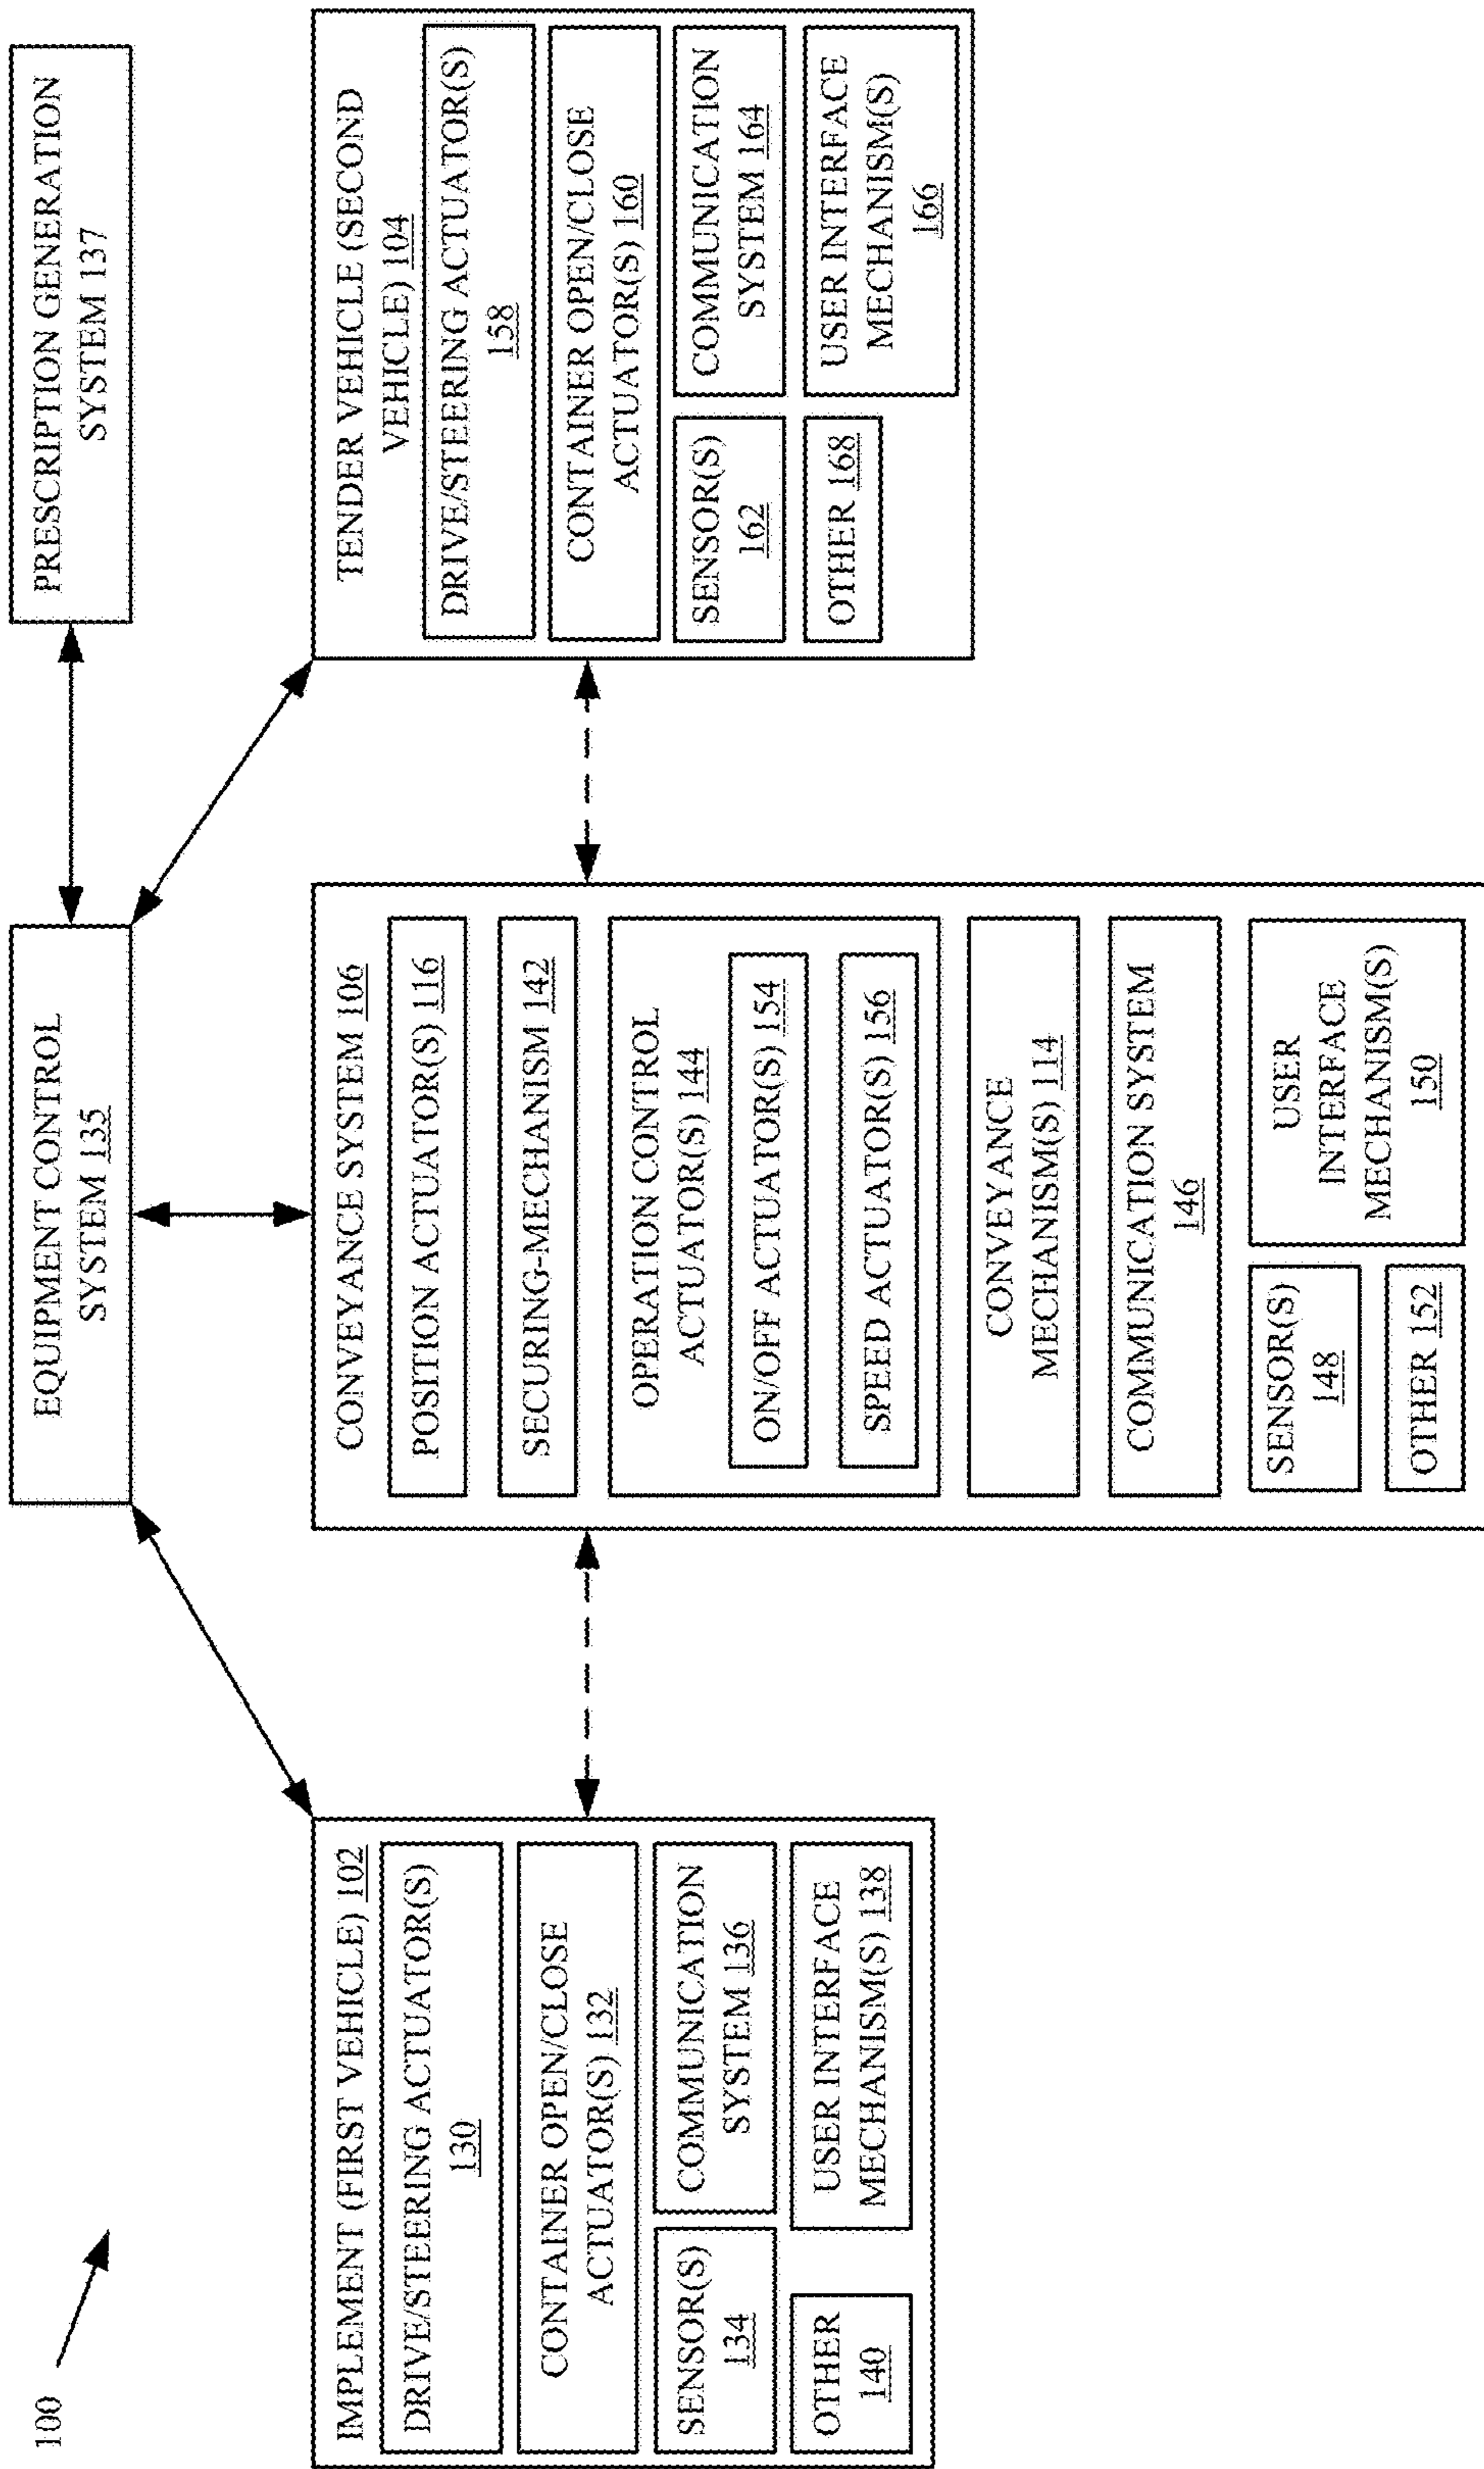 100
EQUIPMENT CONTROL
SYSTEM 135
PRESCRIPTION GENERATION
SYSTEM 137
IMPLEMENT (FIRST VEHICLE) 102
DRIVE/STEERING ACTUATOR(S)
130
CONTAINER OPEN/CLOSE
ACTUATOR(S) 132
SENSOR(S)
134
COMMUNICATION
SYSTEM 136
OTHER
140
USER INTERFACE
MECHANISM(S) 138
CONVEYANCE SYSTEM 106
POSITION ACTUATOR(S) 116
SECURING-MECHANISM 142
OPERATION CONTROL
ACTUATOR(S) 144
ON/OFF ACTUATOR(S) 154
SPEED ACTUATOR(S) 156
CONVEYANCE
MECHANISM(S) 114
COMMUNICATION SYSTEM
146
SENSOR(S)
148
OTHER 152
USER
INTERFACE
MECHANISM(S)
150
TENDER VEHICLE (SECOND
VEHICLE) 104
DRIVE/STEERING ACTUATOR(S)
158
CONTAINER OPEN/CLOSE
ACTUATOR(S) 160
SENSOR(S)
162
COMMUNICATION
SYSTEM 164
OTHER 168
USER INTERFACE
MECHANISM(S)
166